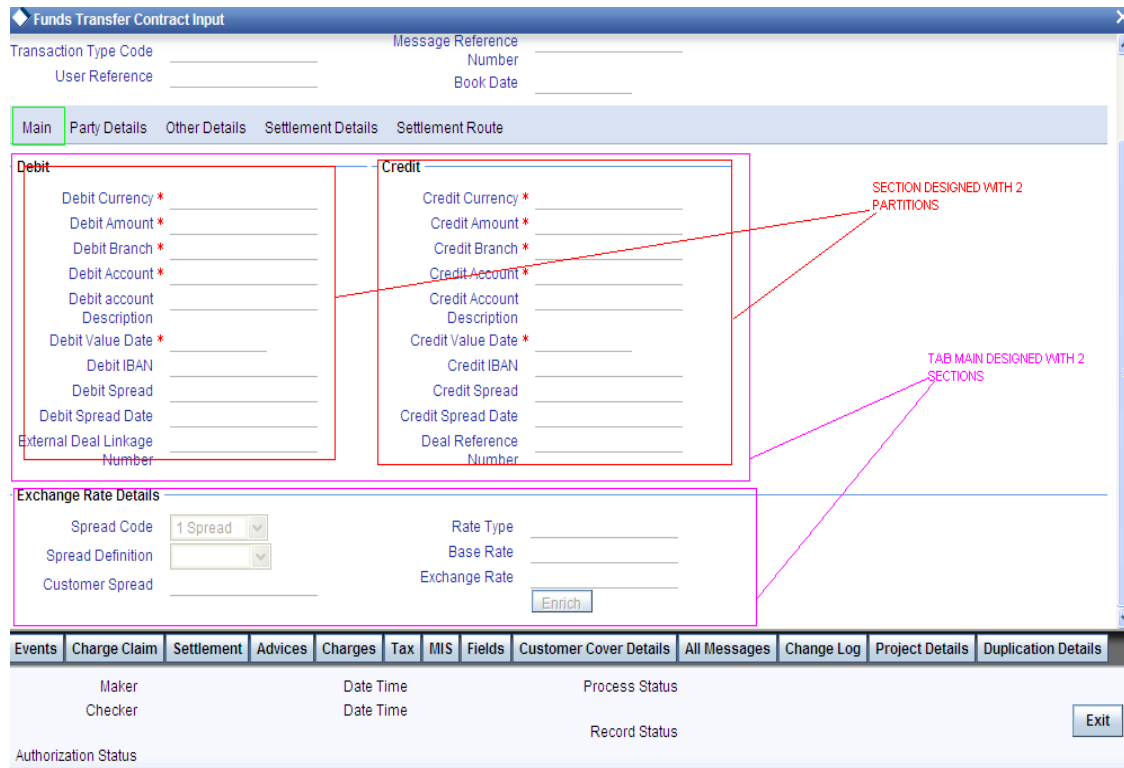 Funds Transfer Contract Input
Transaction Type Code
User Reference
Message Reference
Number
Book Date
Main Party Details Other Details Settlement Details Settlement Route
Debit
Debit Currency *
Debit Amount *
Debit Branch *
Debit Account *
Debit account
Description
Debit Value Date *
Debit IBAN
Debit Spread
Debit Spread Date
External Deal Linkage
Number
Credit
Credit Currency *
Credit Amount *
Credit Branch *
Credit Account *
Credit Account
Description
Credit Value Date *
Credit IBAN
Credit Spread
Credit Spread Date
Deal Reference
Number
SECTION DESIGNED WITH 2
PARTITIONS
TAB MAIN DESIGNED WITH 2
SECTIONS
Exchange Rate Details
Spread Code 1 Spread
Spread Definition
Customer Spread
Rate Type
Base Rate
Exchange Rate
Enrich
Events Charge Claim Settlement Advices Charges Tax MIS Fields Customer Cover Details All Messages Change Log Project Details Duplication Details
Maker Date Time Process Status
Checker Date Time
Record Status
Exit
Authorization Status